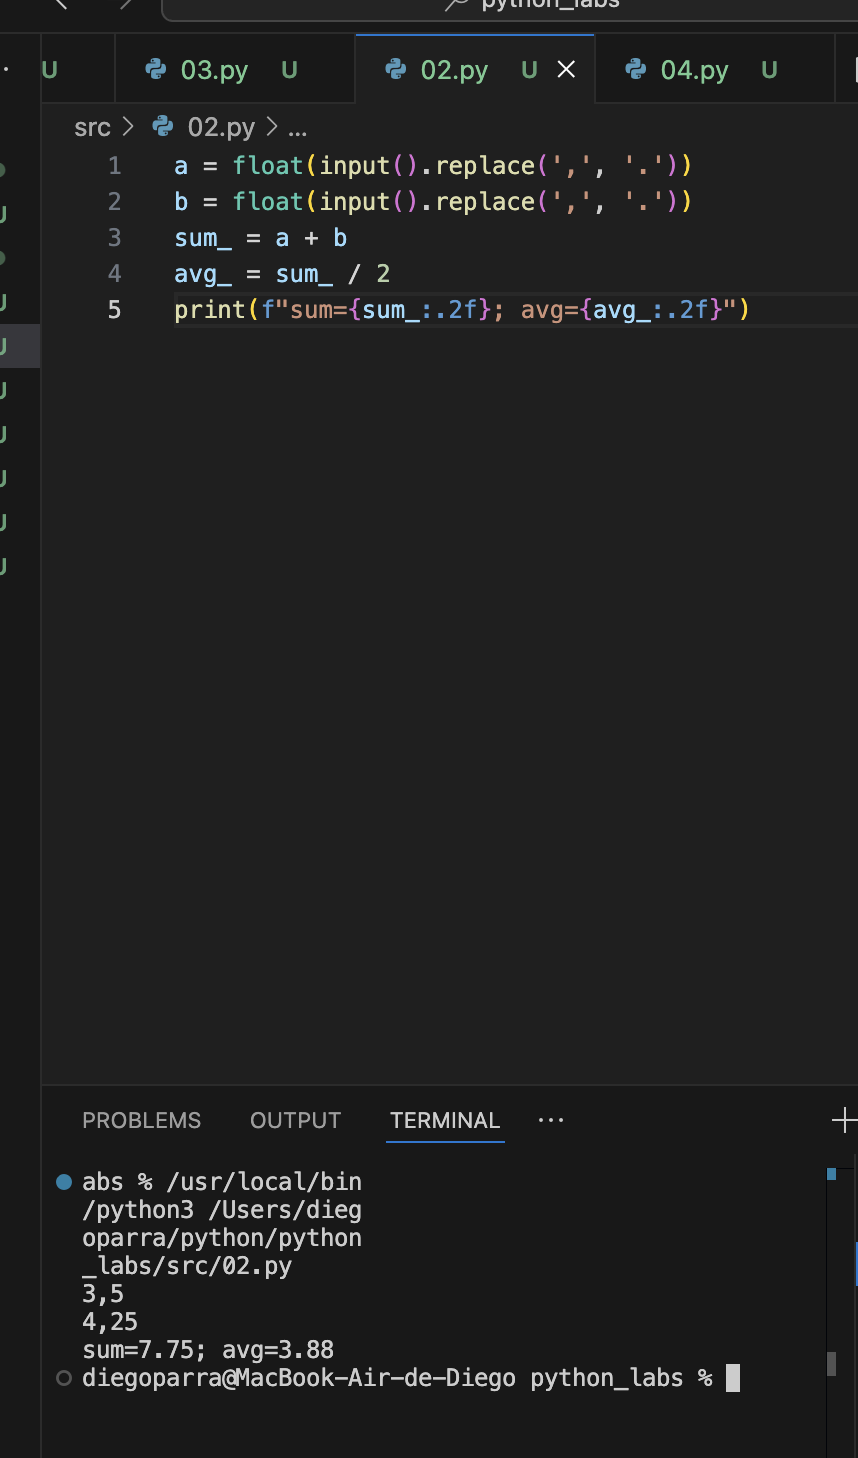 python_labs
U 03.py U 02.py U 04.py U
src > 02.py > ...
1 a = float(input().replace(',', '.'))
2 b = float(input().replace(',', '.'))
3 sum_ = a + b
4 avg_ = sum_ / 2
5 print(f"sum={sum_:.2f}; avg={avg_:.2f}")
U
U
U
U
U
U
U
U
PROBLEMS OUTPUT TERMINAL ...
abs % /usr/local/bin
/python3 /Users/dieg
oparra/python/python
_labs/src/02.py
3,5
4,25
sum=7.75; avg=3.88
diegoparra@MacBook-Air-de-Diego python_labs %